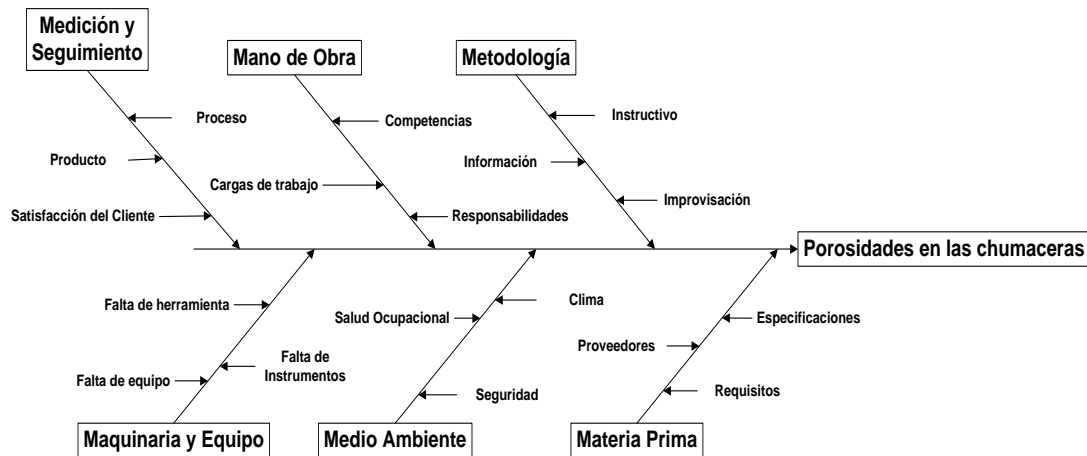 Medición y
Seguimiento
Mano de Obra
Metodología
Proceso
Competencias
Instructivo
Producto
Información
Cargas de trabajo
Improvisación
Satisfacción del Cliente
Responsabilidades
Porosidades en las chumaceras
Falta de herramienta
Clima
Salud Ocupacional
Especificaciones
Proveedores
Falta de
Instrumentos
Falta de equipo
Seguridad
Requisitos
Maquinaria y Equipo
Medio Ambiente
Materia Prima